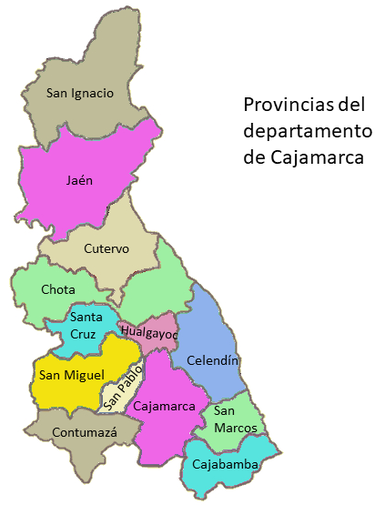 San Ignacio
Provincias del
departamento
de Cajamarca
Jaén
Cutervo
Chota
Santa
Cruz
Hualgayoc
Celendín
San Miguel
San Pablo
Cajamarca
San
Marcos
Contumazá
Cajabamba